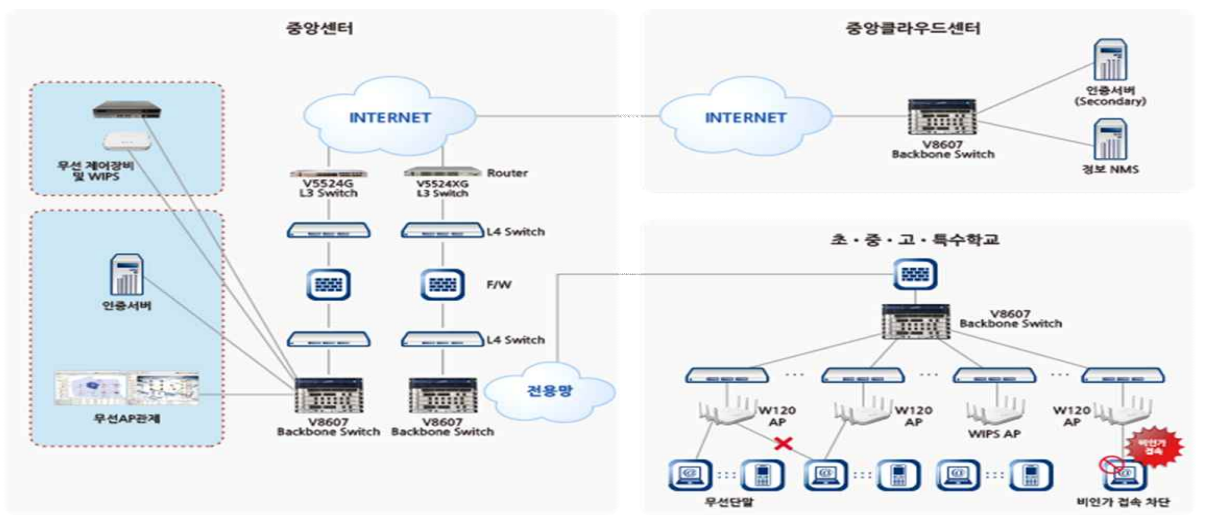 중앙센터
무선 제어장비
및 WIPS
인증서버
무선AP관제
INTERNET
V5524G
L3 Switch
V5524XG
L3 Switch
Router
L4 Switch
F/W
L4 Switch
V8607
Backbone Switch
V8607
Backbone Switch
전용망
중앙클라우드센터
INTERNET
V8607
Backbone Switch
인증서버
(Secondary)
정보 NMS
초·중·고·특수학교
V8607
Backbone Switch
W120
AP
W120
AP
WIPS AP
W120
AP
비인가
접속
무선단말
비인가 접속 차단